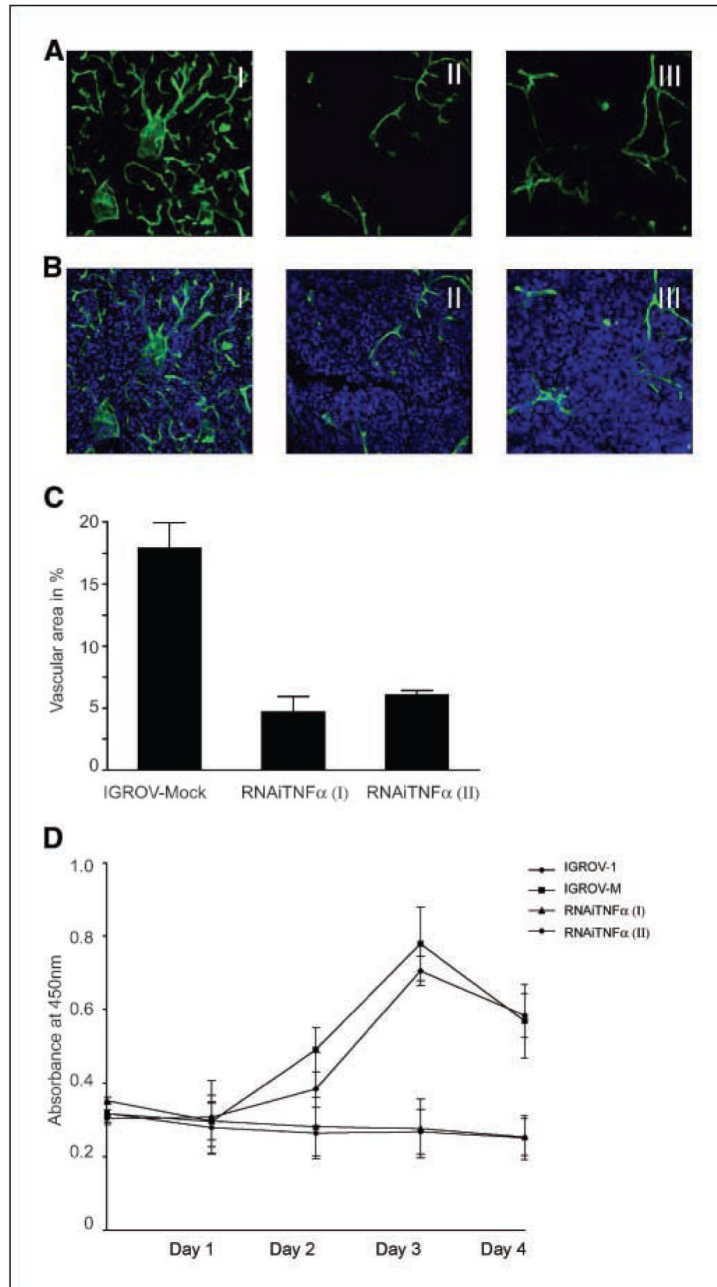 A
I
II
III
B
I
II
III
C
20
15
10
5
0
Vascular area in %
IGROV-Mock
RNAiTNFα (I)
RNAiTNFα (II)
D
1.0
0.8
0.6
0.4
0.2
0
Absorbance at 450nm
Day 1
Day 2
Day 3
Day 4
IGROV-1
IGROV-M
RNAiTNFα (I)
RNAiTNFα (II)